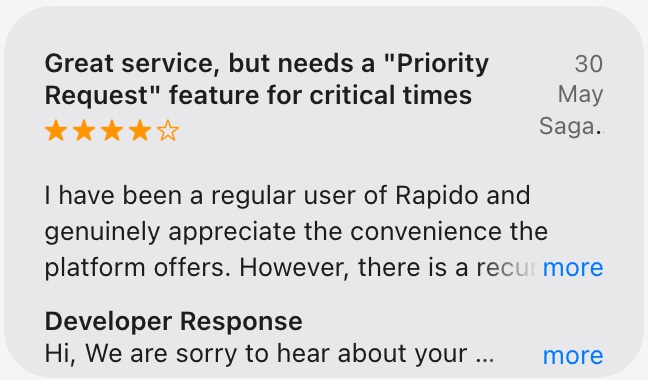 Great service, but needs a "Priority
Request" feature for critical times
30
May
Saga..
I have been a regular user of Rapido and
genuinely appreciate the convenience the
platform offers. However, there is a recur more
Developer Response
Hi, We are sorry to hear about your ... more